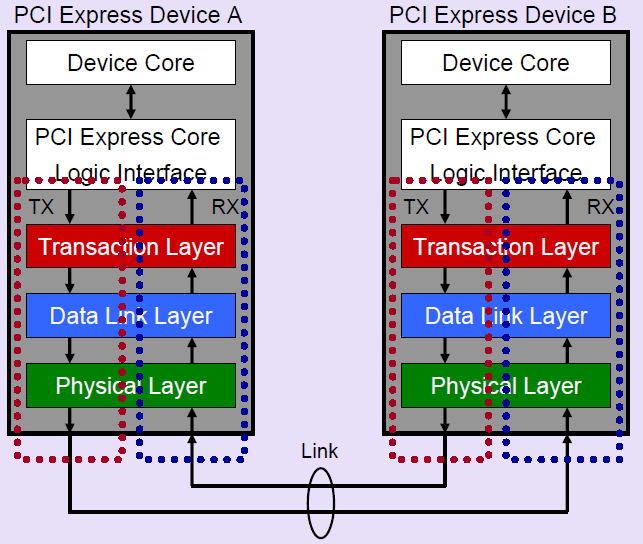 PCI Express Device A
Device Core
PCI Express Core
Logic Interface
TX
RX
Transaction Layer
Data Link Layer
Physical Layer
PCI Express Device B
Device Core
PCI Express Core
Logic Interface
TX
RX
Transaction Layer
Data Link Layer
Physical Layer
Link